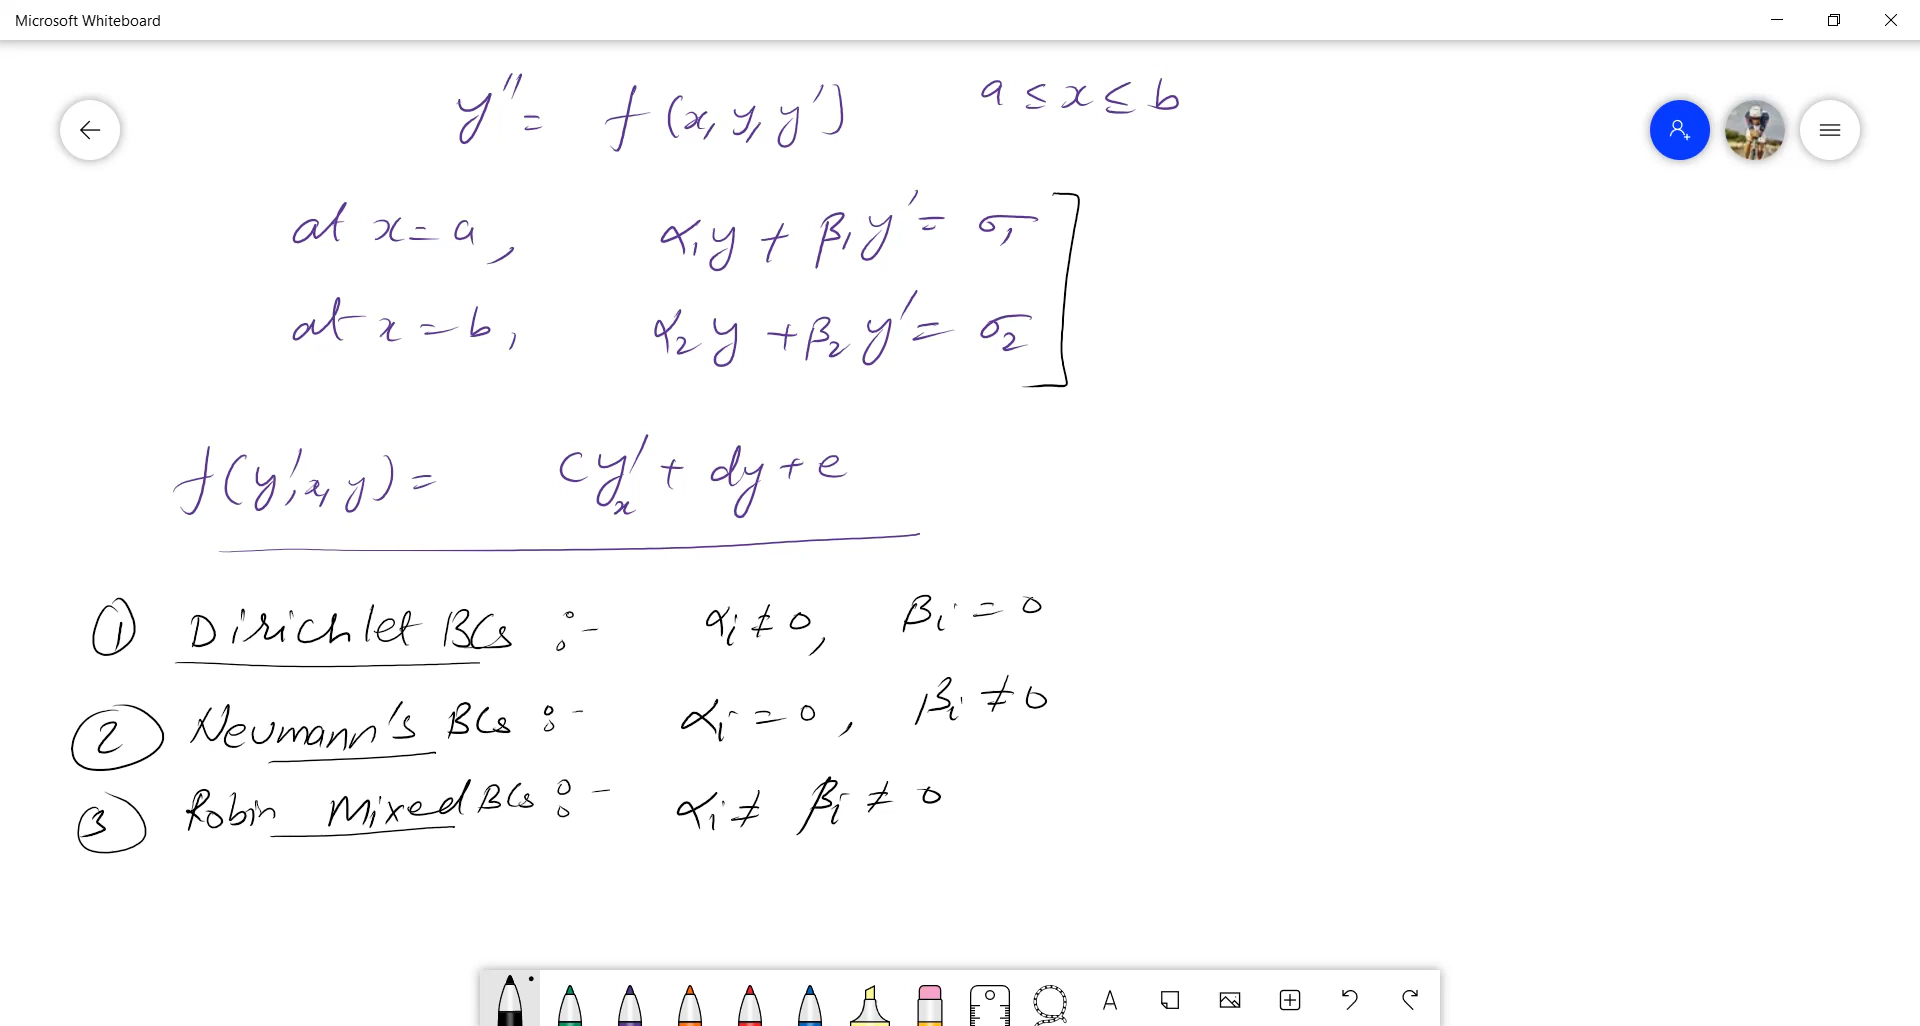 Microsoft Whiteboard
y'' = f(x, y, y') a ≤ x ≤ b
at x = a, α₁y + β₁y' = σ₁
at x = b, α₂y + β₂y' = σ₂
f(y', x, y) = cy'ₓ + dy + e
① Dirichlet BCs :- αᵢ ≠ 0, βᵢ = 0
② Neumann's BCs :- αᵢ = 0, βᵢ ≠ 0
③ Robin Mixed BCs :- αᵢ ≠ βᵢ ≠ 0